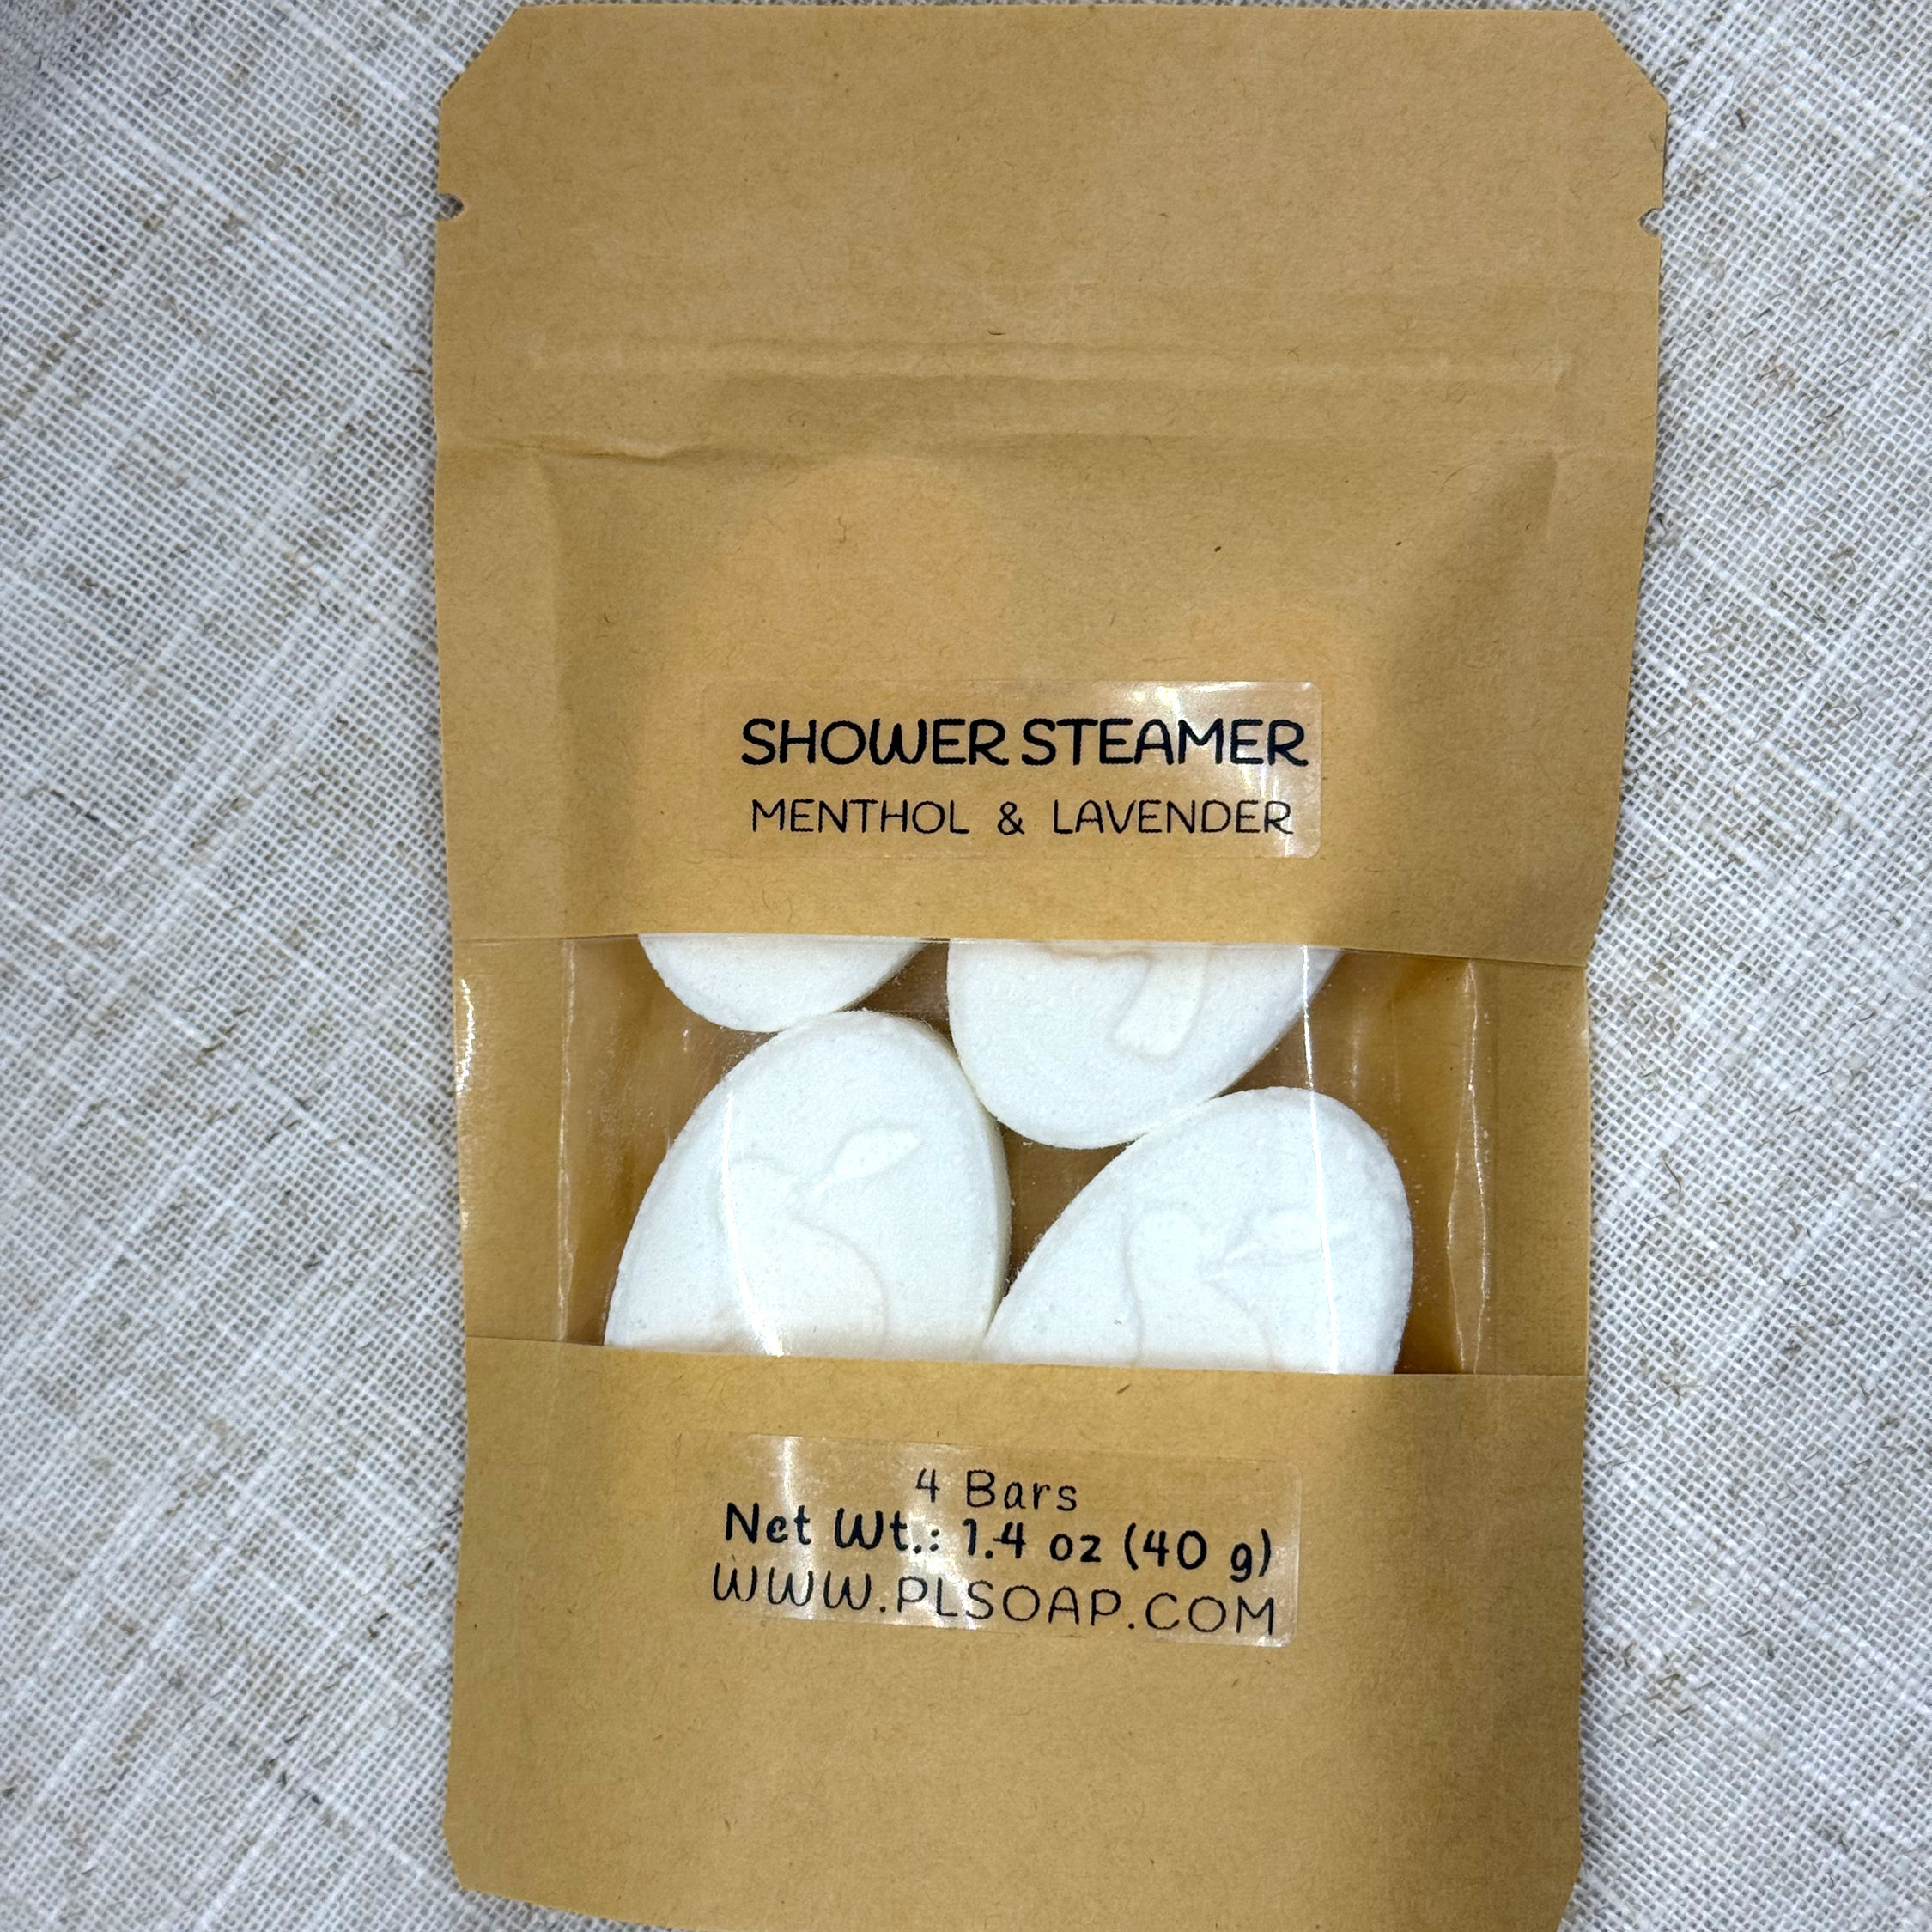 SHOWER STEAMER
MENTHOL & LAVENDER
4 Bars
Net Wt.: 1.4 oz (40 g)
WWW.PLSOAP.COM